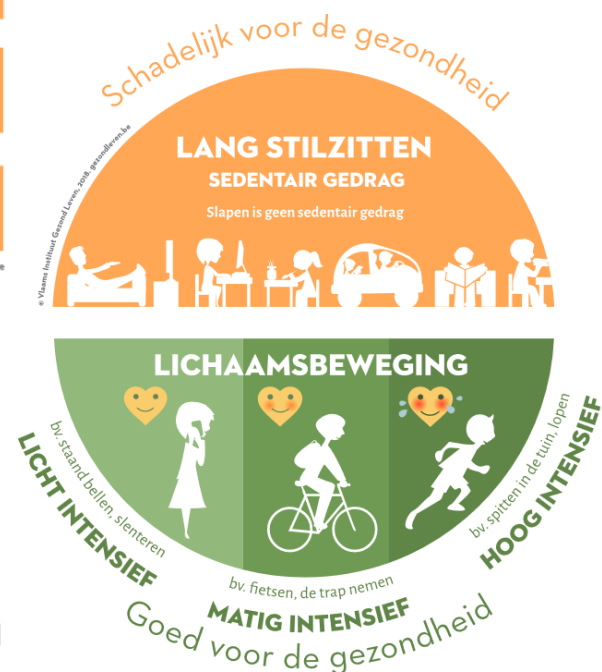 Schadelijk voor de gezondheid
© Vlaams Instituut Gezond Leven, 2018, gezondleven.be
LANG STILZITTEN
SEDENTAIR GEDRAG
Slapen is geen sedentair gedrag
LICHAAMSBEWEGING
bv. staand bellen, slenteren
LICHT INTENSIEF
bv. fietsen, de trap nemen
MATIG INTENSIEF
bv. spitten in de tuin, lopen
HOOG INTENSIEF
Goed voor de gezondheid